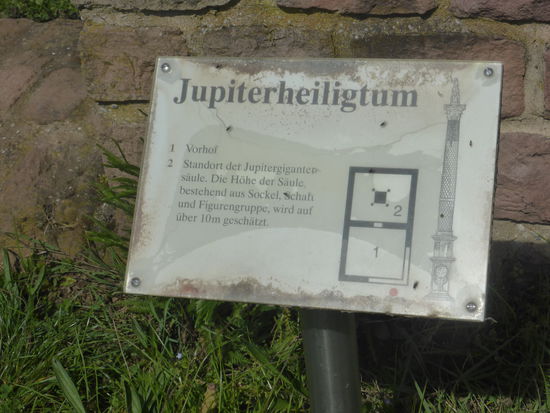 Jupiterheiligtum
1 Vorhof
2 Standort der Jupitergiganten-
säule. Die Höhe der Säule,
bestehend aus Sockel, Schaft
und Figurengruppe, wird auf
über 10m geschätzt.
2
1